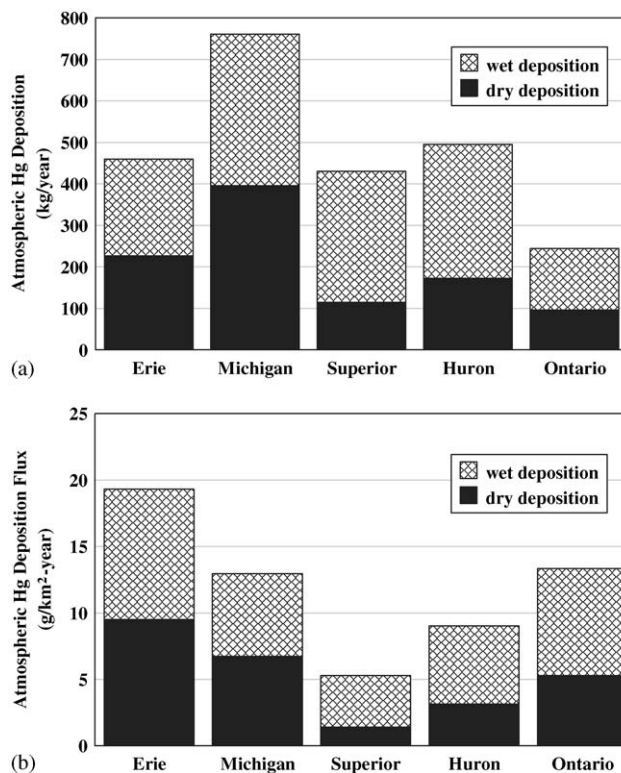 800
700
600
500
400
300
200
100
0
Atmospheric Hg Deposition
(kg/year)
wet deposition
dry deposition
Erie Michigan Superior Huron Ontario
(a)
25
20
15
10
5
0
Atmospheric Hg Deposition Flux
(g/km²-year)
wet deposition
dry deposition
Erie Michigan Superior Huron Ontario
(b)